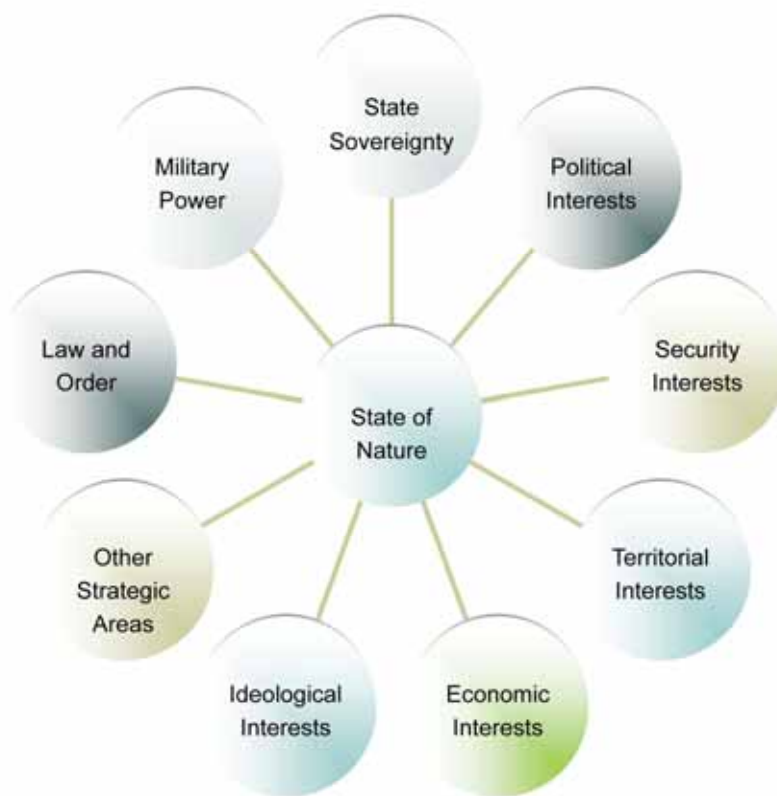 State
Sovereignty
Political
Interests
Security
Interests
Territorial
Interests
Economic
Interests
Ideological
Interests
Other
Strategic
Areas
Law and
Order
Military
Power
State of
Nature